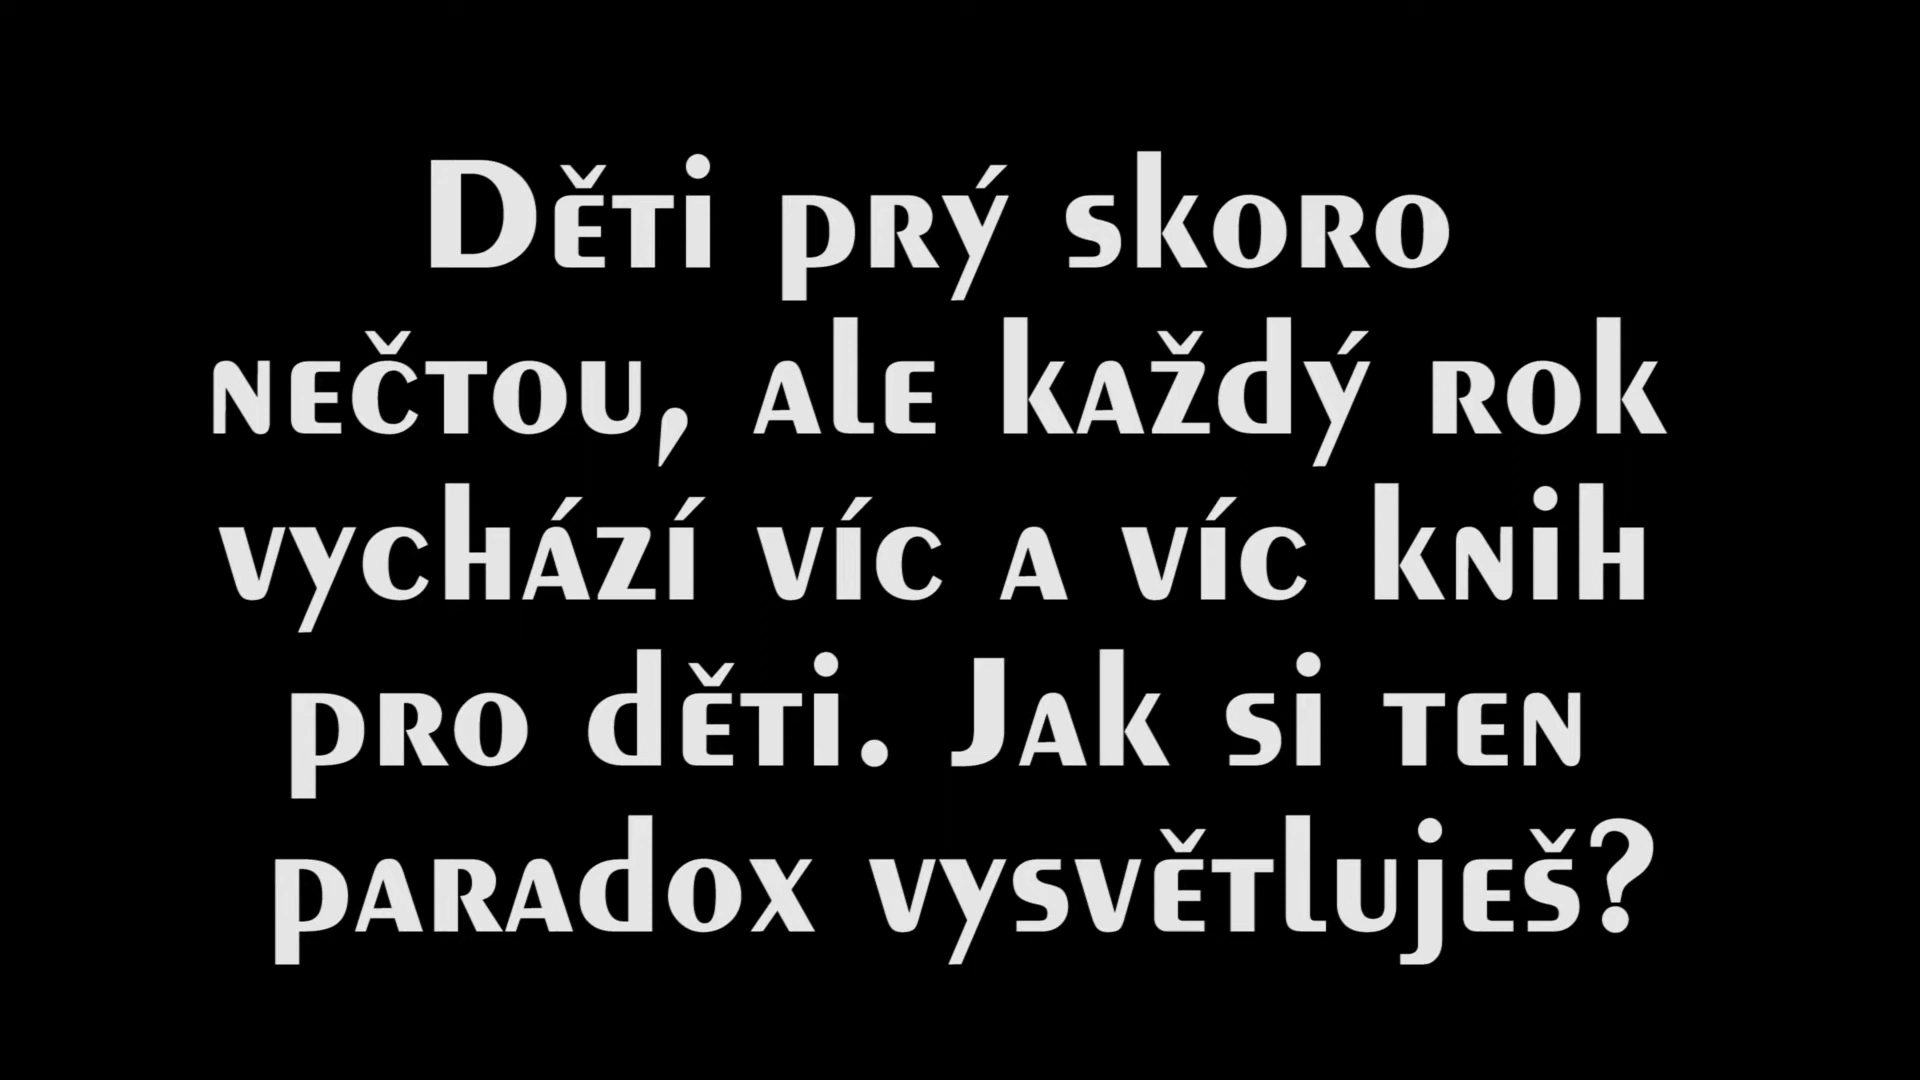 Děti prý skoro
nečtou, ale každý rok
vychází víc a víc knih
pro děti. Jak si ten
paradox vysvětluješ?